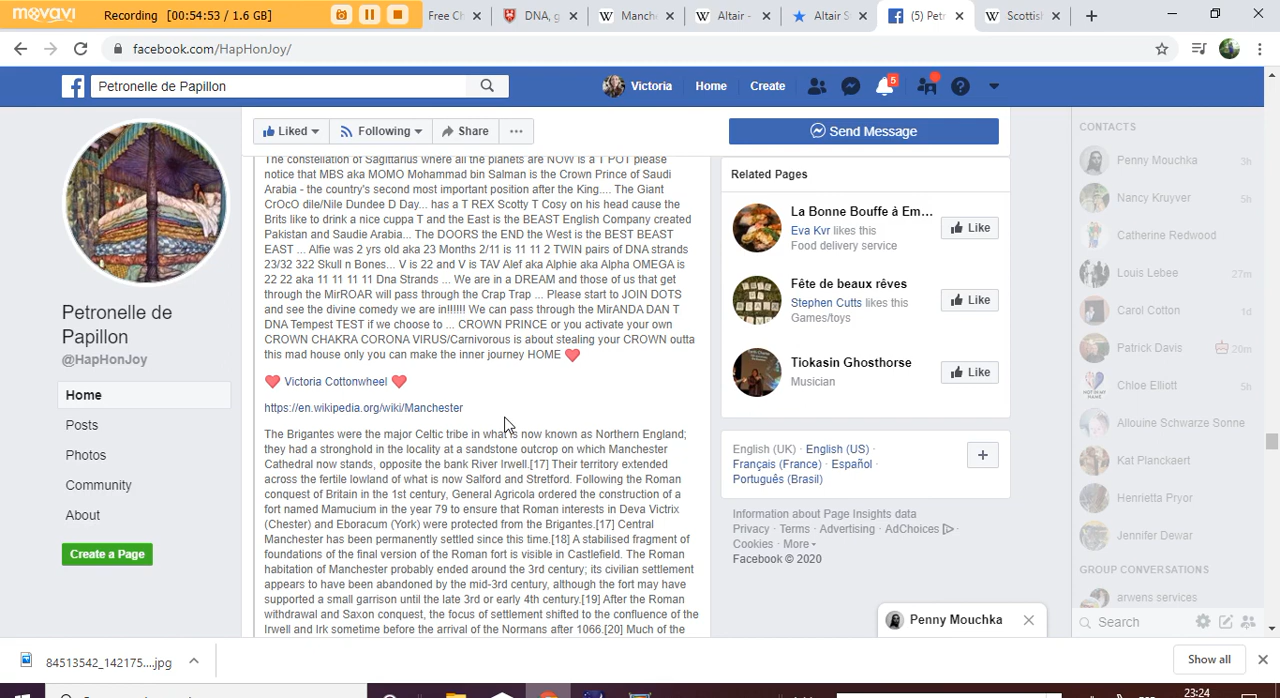 movavi
Recording [00:54:53 / 1.6 GB]
Free Ch
DNA, g
Manche
Altair -
Altair S
(5) Petr
Scottish
facebook.com/HapHonJoy/
Petronelle de Papillon
Victoria
Home
Create
5
Liked
Following
Share
Send Message
The constellation of Sagittarius where all the planets are NOW is a T POT please
notice that MBS aka MOMO Mohammad bin Salman is the Crown Prince of Saudi
Arabia - the country's second most important position after the King.... The Giant
CrOcO dile/Nile Dundee D Day... has a T REX Scotty T Cosy on his head cause the
Brits like to drink a nice cuppa T and the East is the BEAST English Company created
Pakistan and Saudie Arabia... The DOORS the END the West is the BEST BEAST
EAST ... Alfie was 2 yrs old aka 23 Months 2/11 is 11 11 2 TWIN pairs of DNA strands
23/32 322 Skull n Bones... V is 22 and V is TAV Alef aka Alphie aka Alpha OMEGA is
22 22 aka 11 11 11 11 Dna Strands ... We are in a DREAM and those of us that get
through the MirROAR will pass through the Crap Trap ... Please start to JOIN DOTS
and see the divine comedy we are in!!!!!! We can pass through the MirANDA DAN T
DNA Tempest TEST if we choose to ... CROWN PRINCE or you activate your own
CROWN CHAKRA CORONA VIRUS/Carnivorous is about stealing your CROWN outta
this mad house only you can make the inner journey HOME ❤️
❤️ Victoria Cottonwheel ❤️
https://en.wikipedia.org/wiki/Manchester
The Brigantes were the major Celtic tribe in what is now known as Northern England;
they had a stronghold in the locality at a sandstone outcrop on which Manchester
Cathedral now stands, opposite the bank River Irwell.[17] Their territory extended
across the fertile lowland of what is now Salford and Stretford. Following the Roman
conquest of Britain in the 1st century, General Agricola ordered the construction of a
fort named Mamucium in the year 79 to ensure that Roman interests in Deva Victrix
(Chester) and Eboracum (York) were protected from the Brigantes.[17] Central
Manchester has been permanently settled since this time.[18] A stabilised fragment of
foundations of the final version of the Roman fort is visible in Castlefield. The Roman
habitation of Manchester probably ended around the 3rd century; its civilian settlement
appears to have been abandoned by the mid-3rd century, although the fort may have
supported a small garrison until the late 3rd or early 4th century.[19] After the Roman
withdrawal and Saxon conquest, the focus of settlement shifted to the confluence of the
Irwell and Irk sometime before the arrival of the Normans after 1066.[20] Much of the
Petronelle de
Papillon
@HapHonJoy
Home
Posts
Photos
Community
About
Create a Page
Related Pages
La Bonne Bouffe à Em...
Eva Kvr likes this
Food delivery service
Like
Fête de beaux rêves
Stephen Cutts likes this
Games/toys
Like
Tiokasin Ghosthorse
Musician
Like
English (UK) · English (US) ·
Français (France) · Español ·
Português (Brasil)
Information about Page Insights data
Privacy · Terms · Advertising · AdChoices
Cookies · More
Facebook © 2020
CONTACTS
Penny Mouchka 3h
Nancy Kruyver 5h
Catherine Redwood
Louis Lebee 27m
Carol Cotton 1d
Patrick Davis 20m
Chloe Elliott 5h
Allouine Schwarze Sonne
Kat Planckaert
Henrietta Pryor
Jennifer Dewar
GROUP CONVERSATIONS
arwens services
Search
Penny Mouchka
84513542_142175....jpg
Show all
23:24